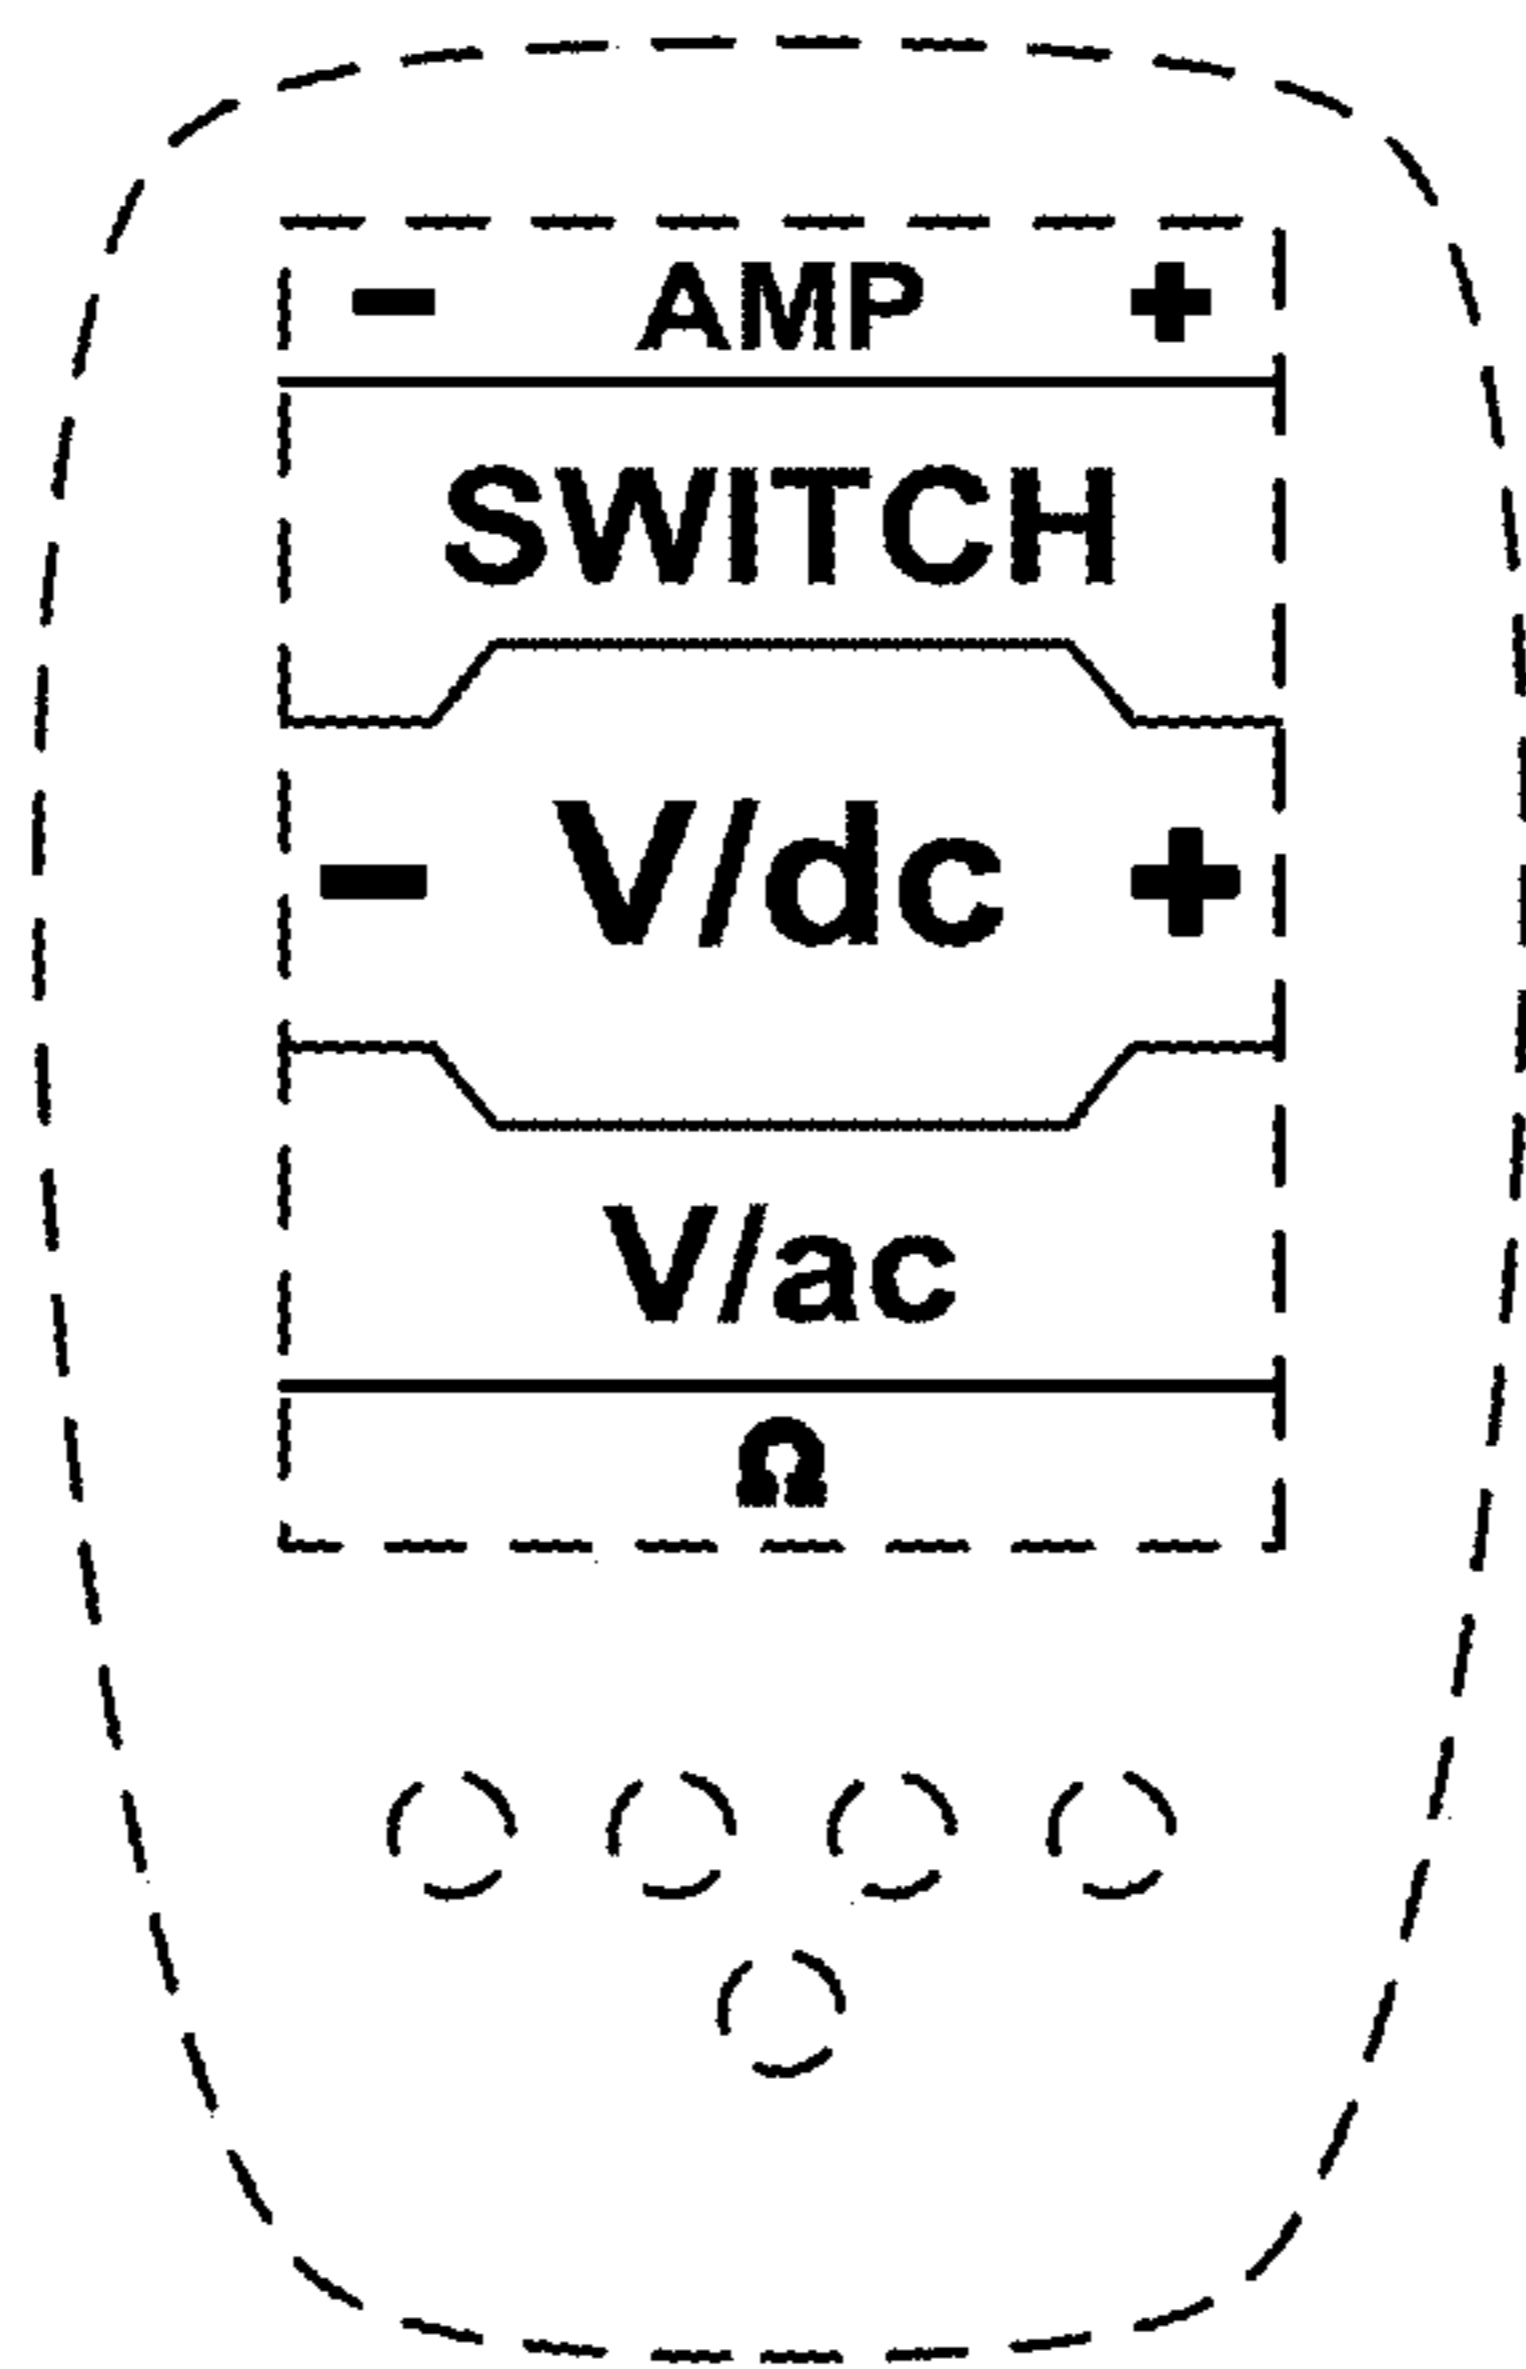 - AMP +
SWITCH
- V/dc +
V/ac
Ω